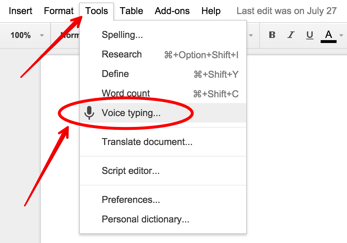 Insert Format Tools Table Add-ons Help Last edit was on July 27
100% Norm B I U A
Spelling...
Research ⌘+Option+Shift+I
Define ⌘+Shift+Y
Word count ⌘+Shift+C
Voice typing...
Translate document...
Script editor...
Preferences...
Personal dictionary...